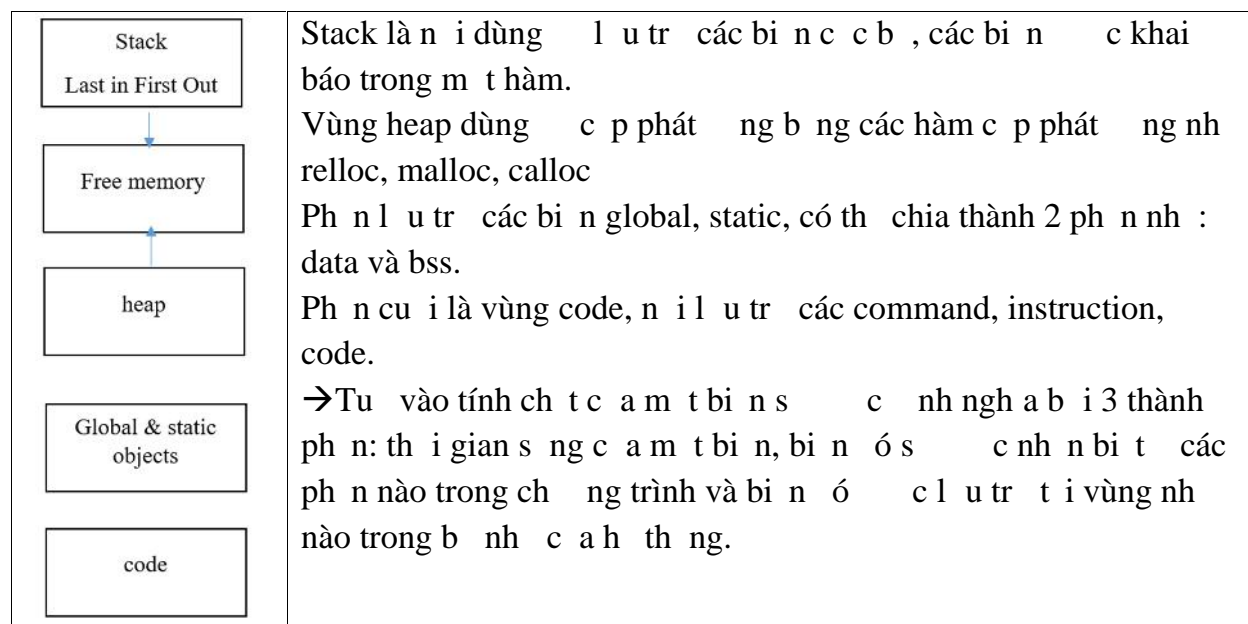 Stack
Last in First Out
Free memory
heap
Global & static
objects
code
Stack là n i dùng l u tr các bi n c c b , các bi n c khai
báo trong m t hàm.
Vùng heap dùng c p phát ng b ng các hàm c p phát ng nh
relloc, malloc, calloc
Ph n l u tr các bi n global, static, có th chia thành 2 ph n nh :
data và bss.
Ph n cu i là vùng code, n i l u tr các command, instruction,
code.
→Tu vào tính ch t c a m t bi n s c nh ngh a b i 3 thành
ph n: th i gian s ng c a m t bi n, bi n ó s c nh n bi t các
ph n nào trong ch ng trình và bi n ó c l u tr t i vùng nh
nào trong b nh c a h th ng.